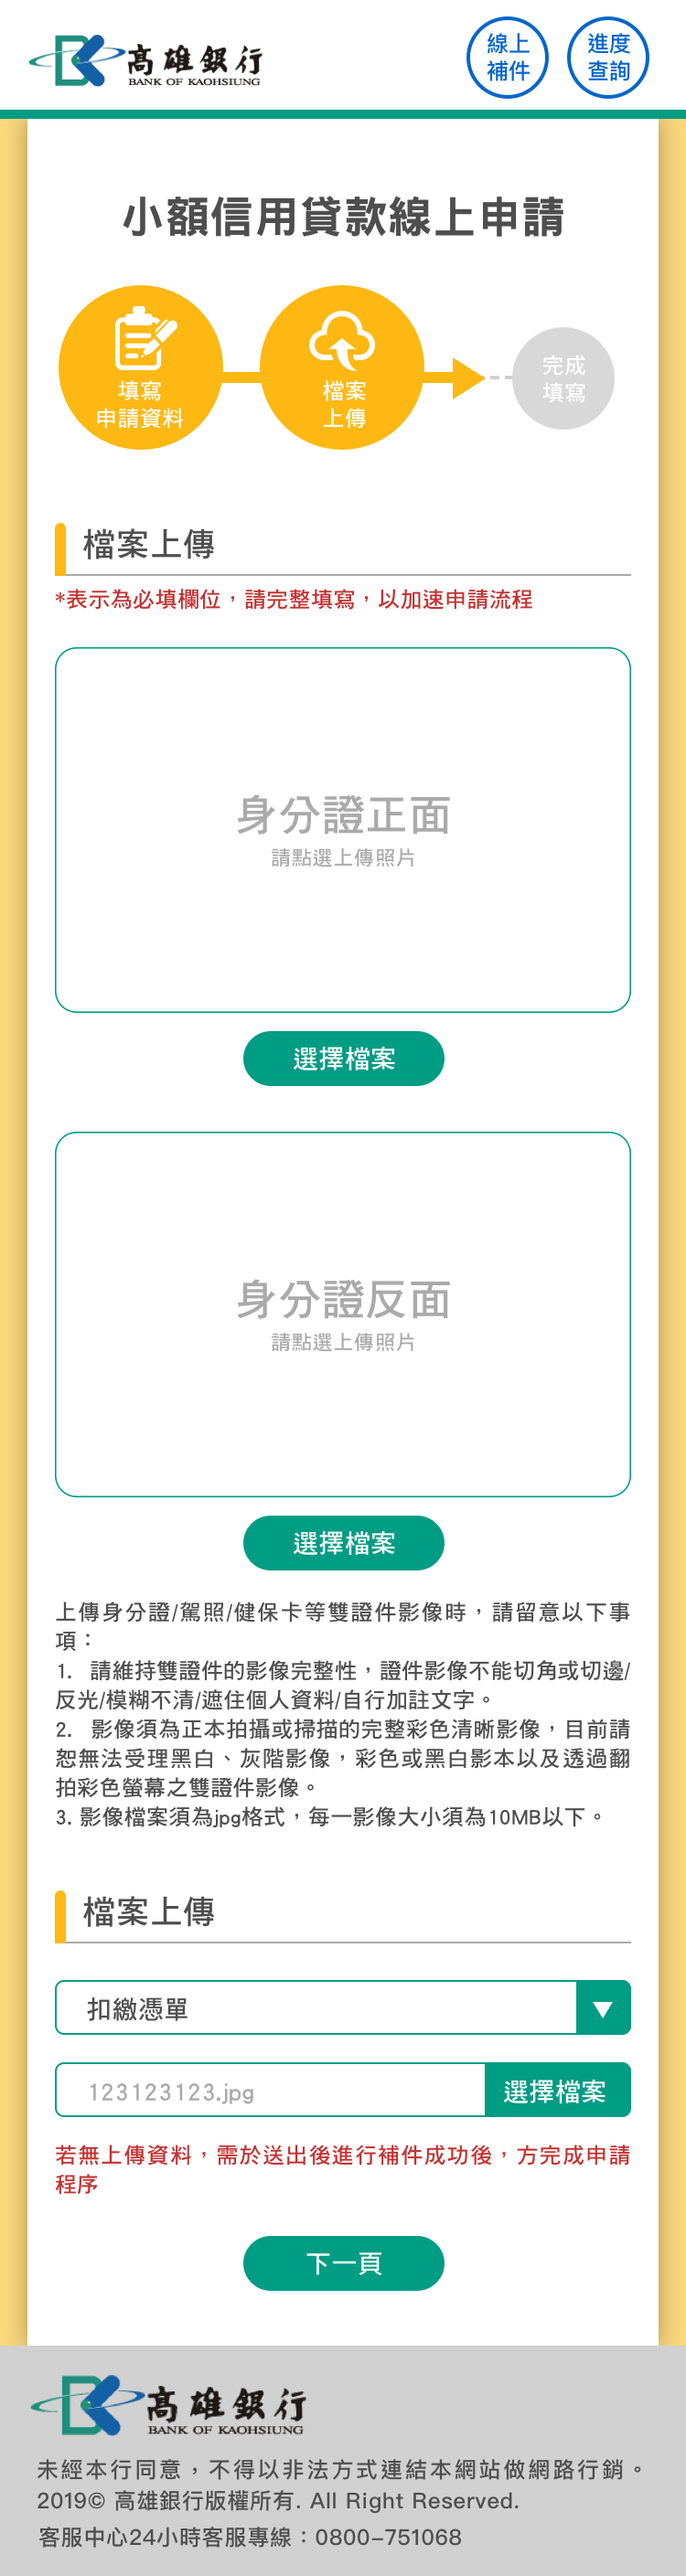 高雄銀行
BANK OF KAOHSIUNG
線上
補件
進度
查詢
小額信用貸款線上申請
填寫
申請資料
檔案
上傳
完成
填寫
檔案上傳
*表示為必填欄位，請完整填寫，以加速申請流程
身分證正面
請點選上傳照片
選擇檔案
身分證反面
請點選上傳照片
選擇檔案
上傳身分證/駕照/健保卡等雙證件影像時，請留意以下事
項：
1. 請維持雙證件的影像完整性，證件影像不能切角或切邊/
反光/模糊不清/遮住個人資料/自行加註文字。
2. 影像須為正本拍攝或掃描的完整彩色清晰影像，目前請
恕無法受理黑白、灰階影像，彩色或黑白影本以及透過翻
拍彩色螢幕之雙證件影像。
3. 影像檔案須為jpg格式，每一影像大小須為10MB以下。
檔案上傳
扣繳憑單
▼
123123123.jpg
選擇檔案
若無上傳資料，需於送出後進行補件成功後，方完成申請
程序
下一頁
高雄銀行
BANK OF KAOHSIUNG
未經本行同意，不得以非法方式連結本網站做網路行銷。
2019© 高雄銀行版權所有. All Right Reserved.
客服中心24小時客服專線：0800-751068